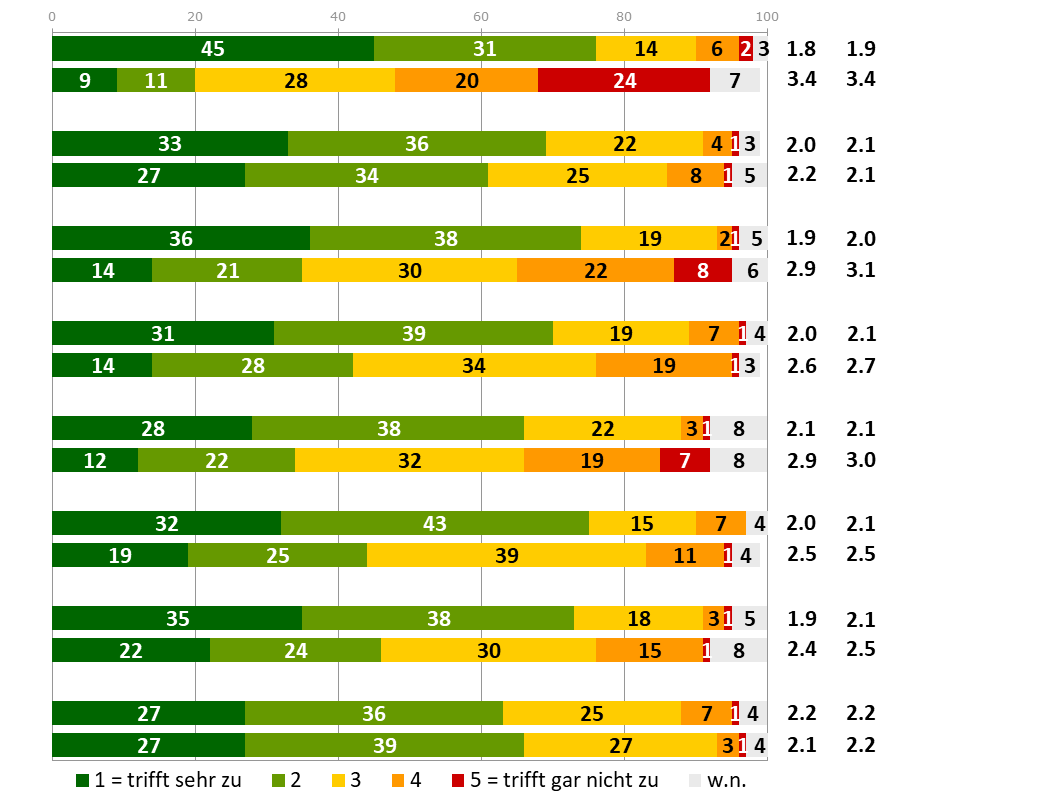 0 20 40 60 80 100
45 31 14 6 2 3 1.8 1.9
9 11 28 20 24 7 3.4 3.4
33 36 22 4 1 3 2.0 2.1
27 34 25 8 1 5 2.2 2.1
36 38 19 2 1 5 1.9 2.0
14 21 30 22 8 6 2.9 3.1
31 39 19 7 1 4 2.0 2.1
14 28 34 19 1 3 2.6 2.7
28 38 22 3 1 8 2.1 2.1
12 22 32 19 7 8 2.9 3.0
32 43 15 7 4 2.0 2.1
19 25 39 11 1 4 2.5 2.5
35 38 18 3 1 5 1.9 2.1
22 24 30 15 1 8 2.4 2.5
27 36 25 7 1 4 2.2 2.2
27 39 27 3 1 4 2.1 2.2
1 = trifft sehr zu 2 3 4 5 = trifft gar nicht zu w.n.